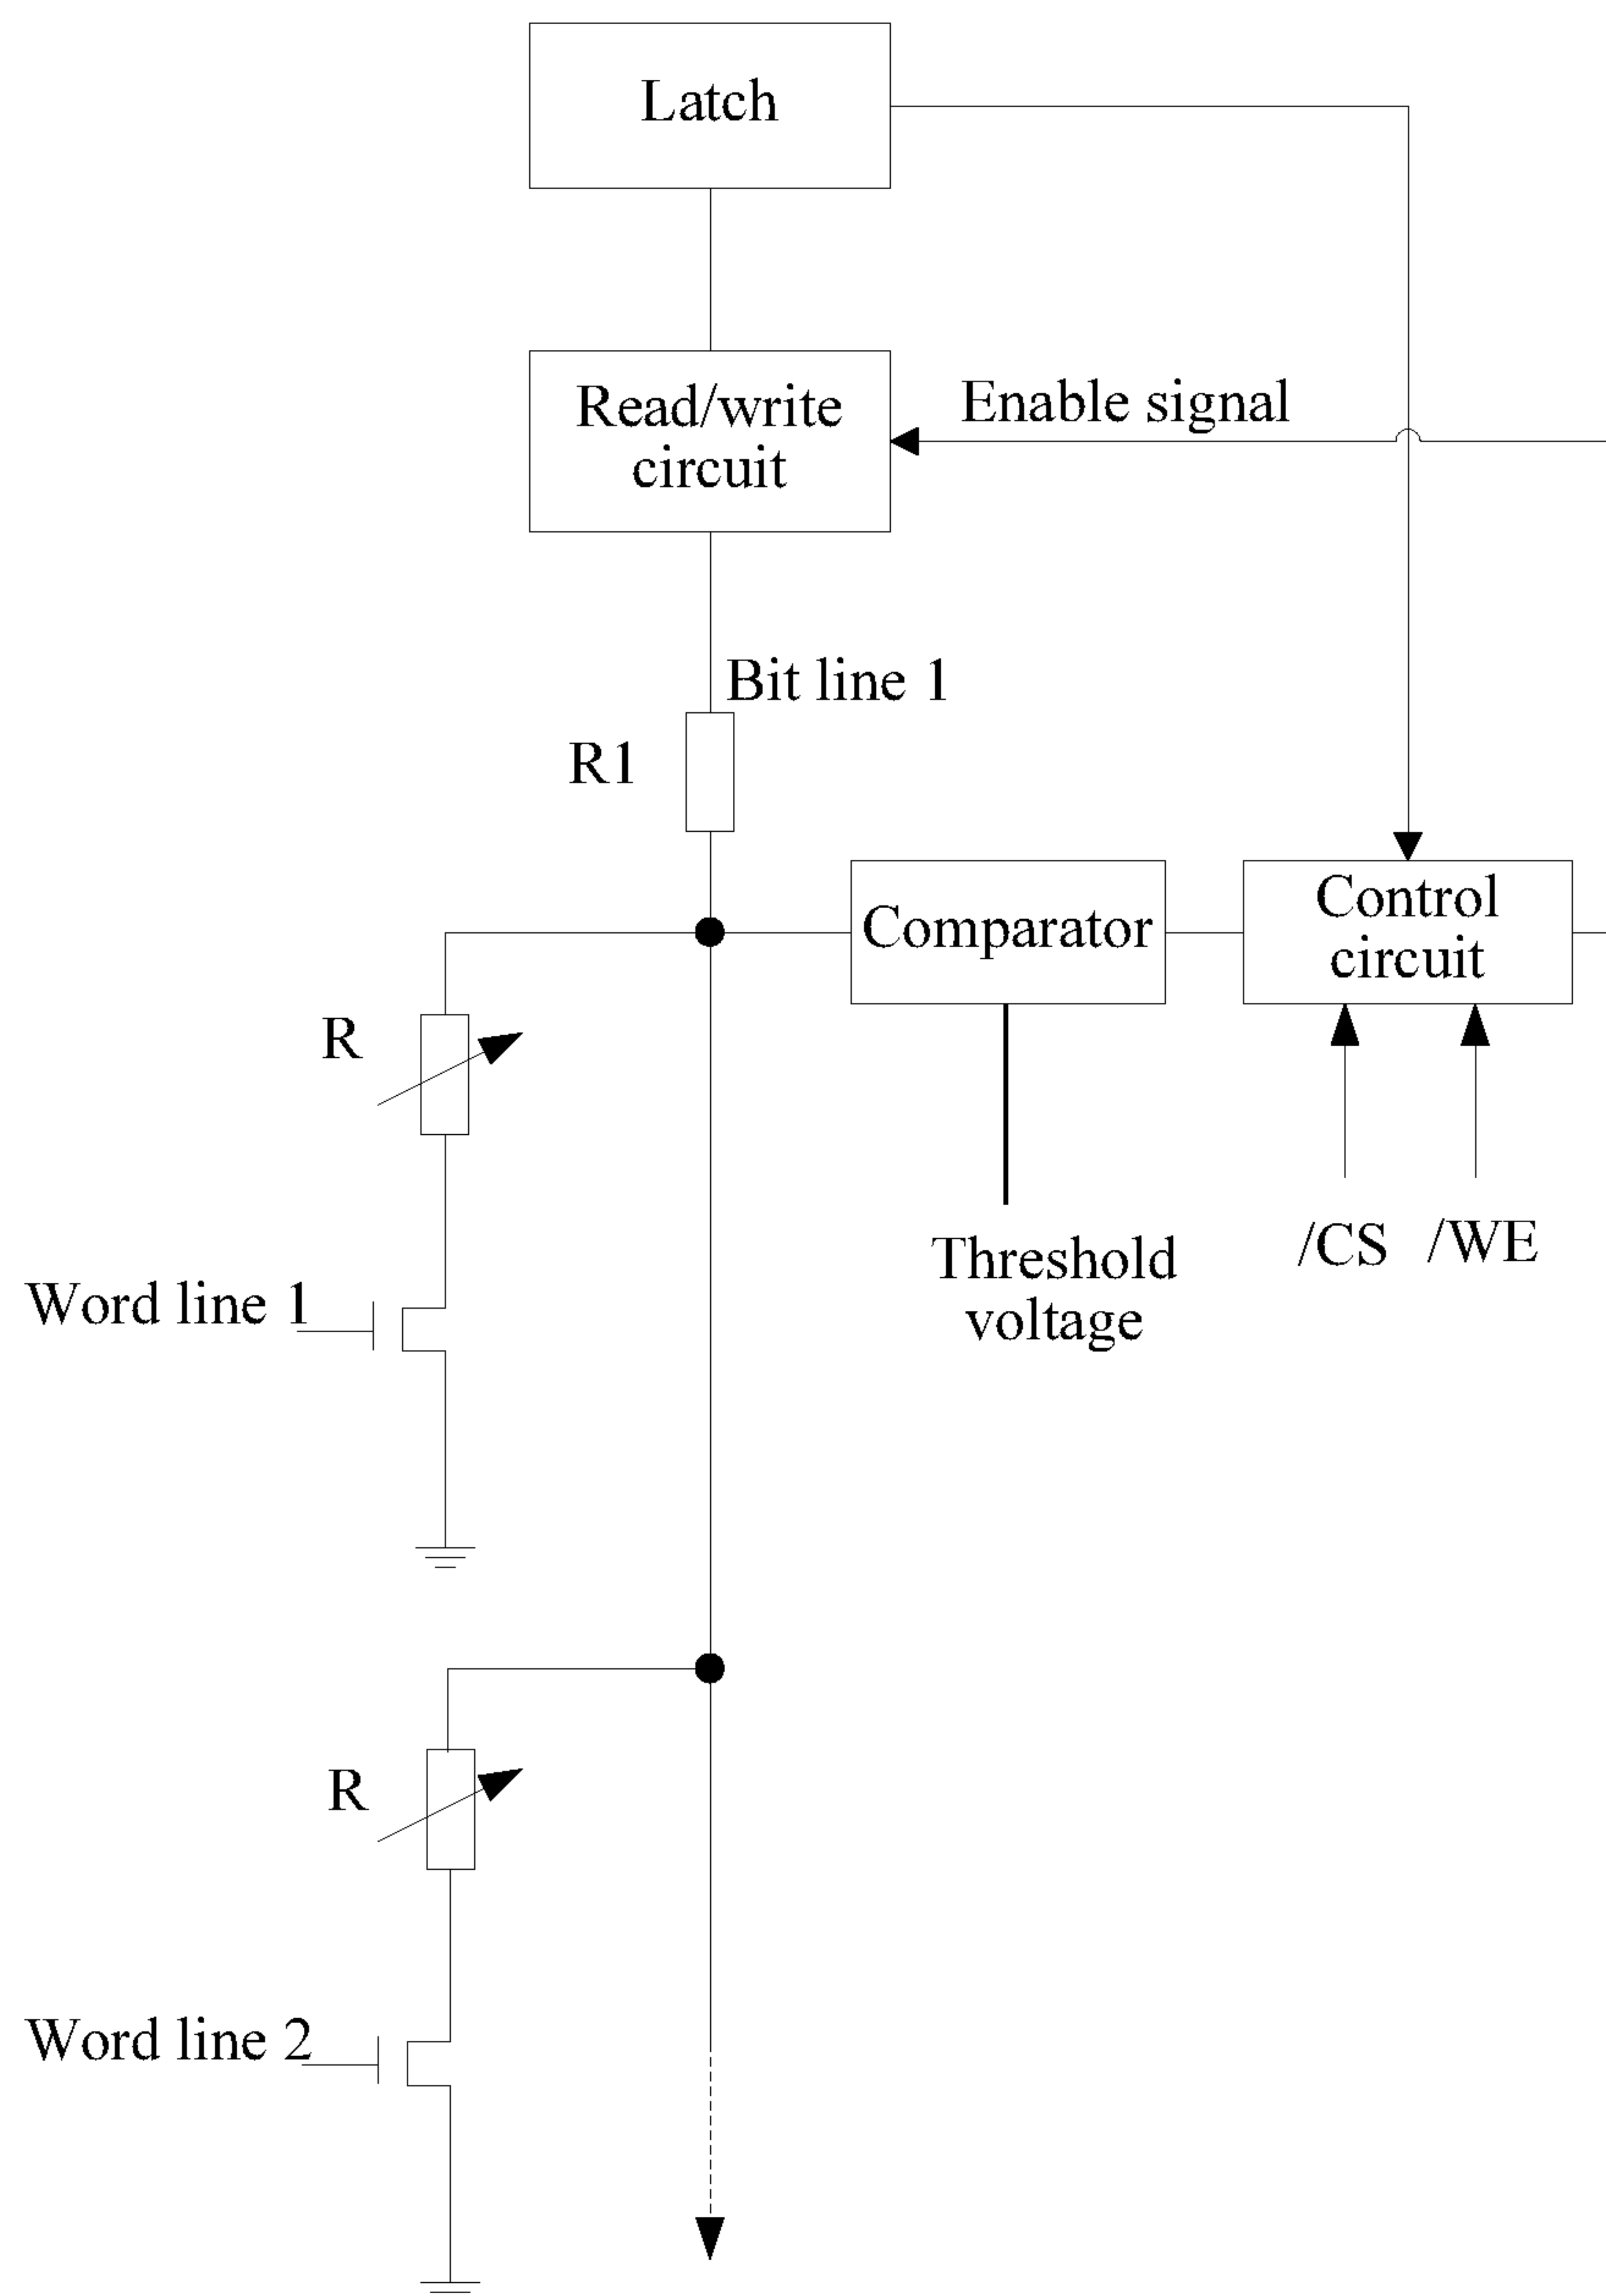 Latch
Read/write
circuit
Enable signal
Bit line 1
R1
Comparator
Control
circuit
R
Threshold
voltage
/CS
/WE
Word line 1
R
Word line 2